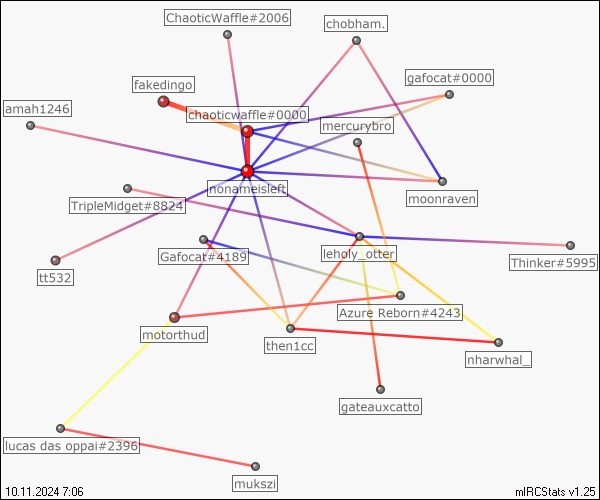 ChaoticWaffle#2006
chobham.
fakedingo
gafocat#0000
amah1246
chaoticwaffle#0000
mercurybro
nonameisleft
moonraven
TripleMidget#8824
tt532
Gafocat#4189
leholy_otter
Thinker#5995
Azure Reborn#4243
motorthud
then1cc
nharwhal_
gateauxcatto
lucas das oppai#2396
mukszi
10.11.2024 7:06
mIRCStats v1.25